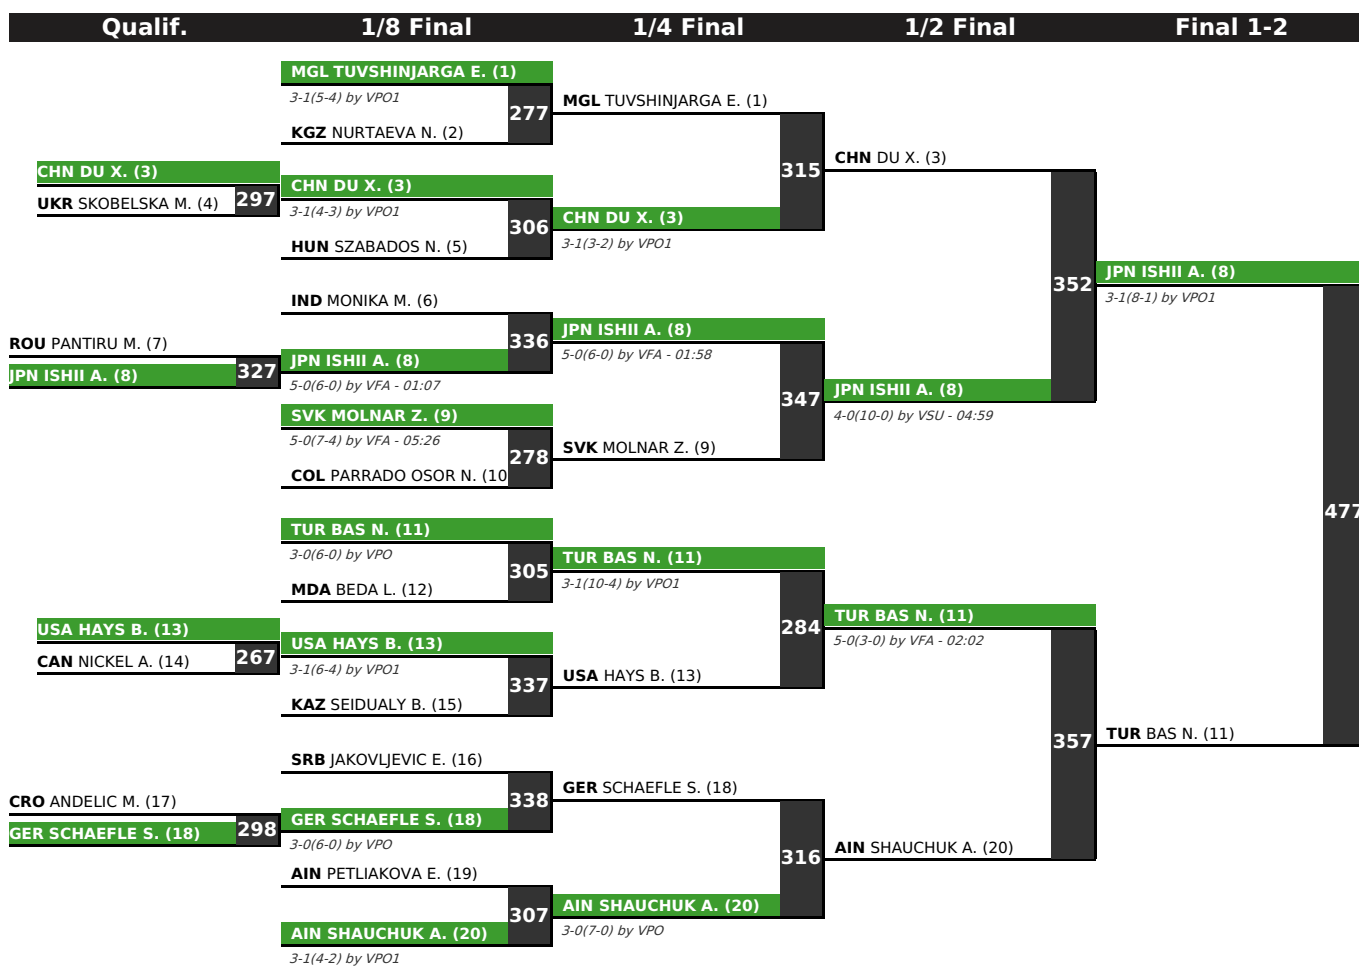 Qualif. 1/8 Final 1/4 Final 1/2 Final Final 1-2
MGL TUVSHINJARGA E. (1)
3-1(5-4) by VPO1
277
KGZ NURTAEVA N. (2)
MGL TUVSHINJARGA E. (1)
315
CHN DU X. (3)
CHN DU X. (3)
UKR SKOBELSKA M. (4)
297
CHN DU X. (3)
3-1(4-3) by VPO1
306
HUN SZABADOS N. (5)
CHN DU X. (3)
3-1(3-2) by VPO1
352
JPN ISHII A. (8)
3-1(8-1) by VPO1
IND MONIKA M. (6)
336
ROU PANTIRU M. (7)
327
JPN ISHII A. (8)
JPN ISHII A. (8)
5-0(6-0) by VFA - 01:07
JPN ISHII A. (8)
5-0(6-0) by VFA - 01:58
347
JPN ISHII A. (8)
4-0(10-0) by VSU - 04:59
SVK MOLNAR Z. (9)
5-0(7-4) by VFA - 05:26
278
COL PARRADO OSOR N. (10
SVK MOLNAR Z. (9)
477
TUR BAS N. (11)
3-0(6-0) by VPO
305
MDA BEDA L. (12)
TUR BAS N. (11)
3-1(10-4) by VPO1
284
TUR BAS N. (11)
5-0(3-0) by VFA - 02:02
USA HAYS B. (13)
CAN NICKEL A. (14)
267
USA HAYS B. (13)
3-1(6-4) by VPO1
337
KAZ SEIDUALY B. (15)
USA HAYS B. (13)
357
TUR BAS N. (11)
SRB JAKOVLJEVIC E. (16)
338
CRO ANDELIC M. (17)
298
GER SCHAEFLE S. (18)
GER SCHAEFLE S. (18)
3-0(6-0) by VPO
GER SCHAEFLE S. (18)
316
AIN SHAUCHUK A. (20)
AIN PETLIAKOVA E. (19)
307
AIN SHAUCHUK A. (20)
3-1(4-2) by VPO1
AIN SHAUCHUK A. (20)
3-0(7-0) by VPO